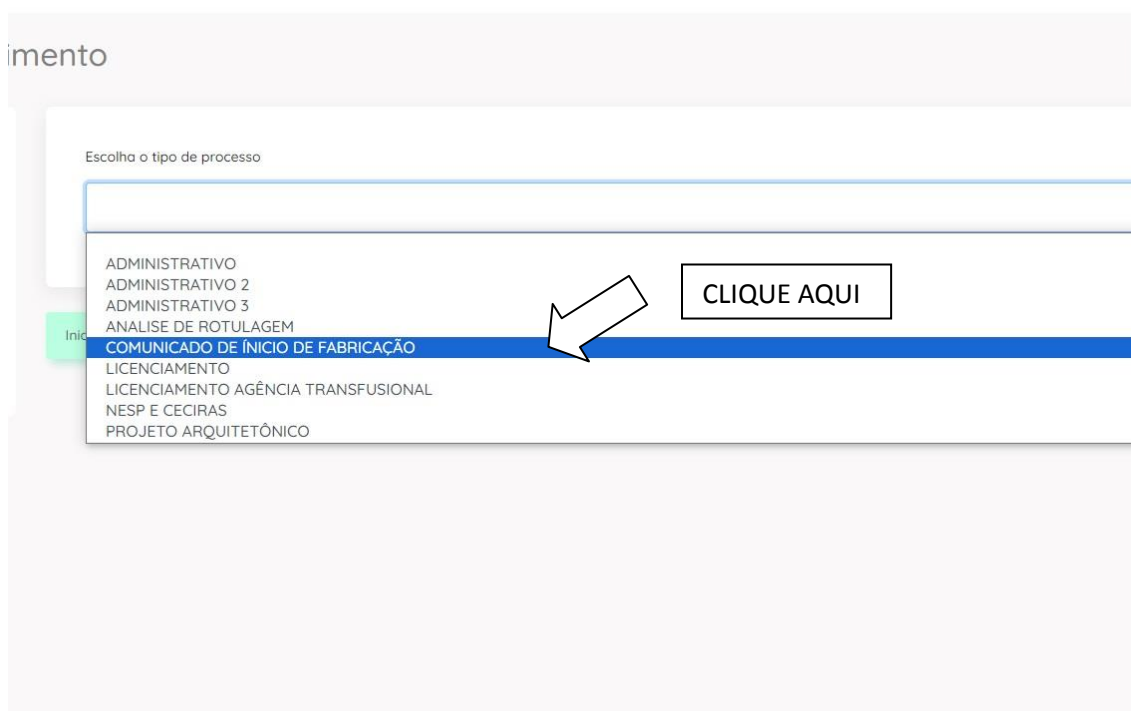 imento
Escolha o tipo de processo
ADMINISTRATIVO
ADMINISTRATIVO 2
ADMINISTRATIVO 3
CLIQUE AQUI
ANALISE DE ROTULAGEM
Inic
COMUNICADO DE ÍNICIO DE FABRICAÇÃO
LICENCIAMENTO
LICENCIAMENTO AGÊNCIA TRANSFUSIONAL
NESP E CECIRAS
PROJETO ARQUITETÔNICO